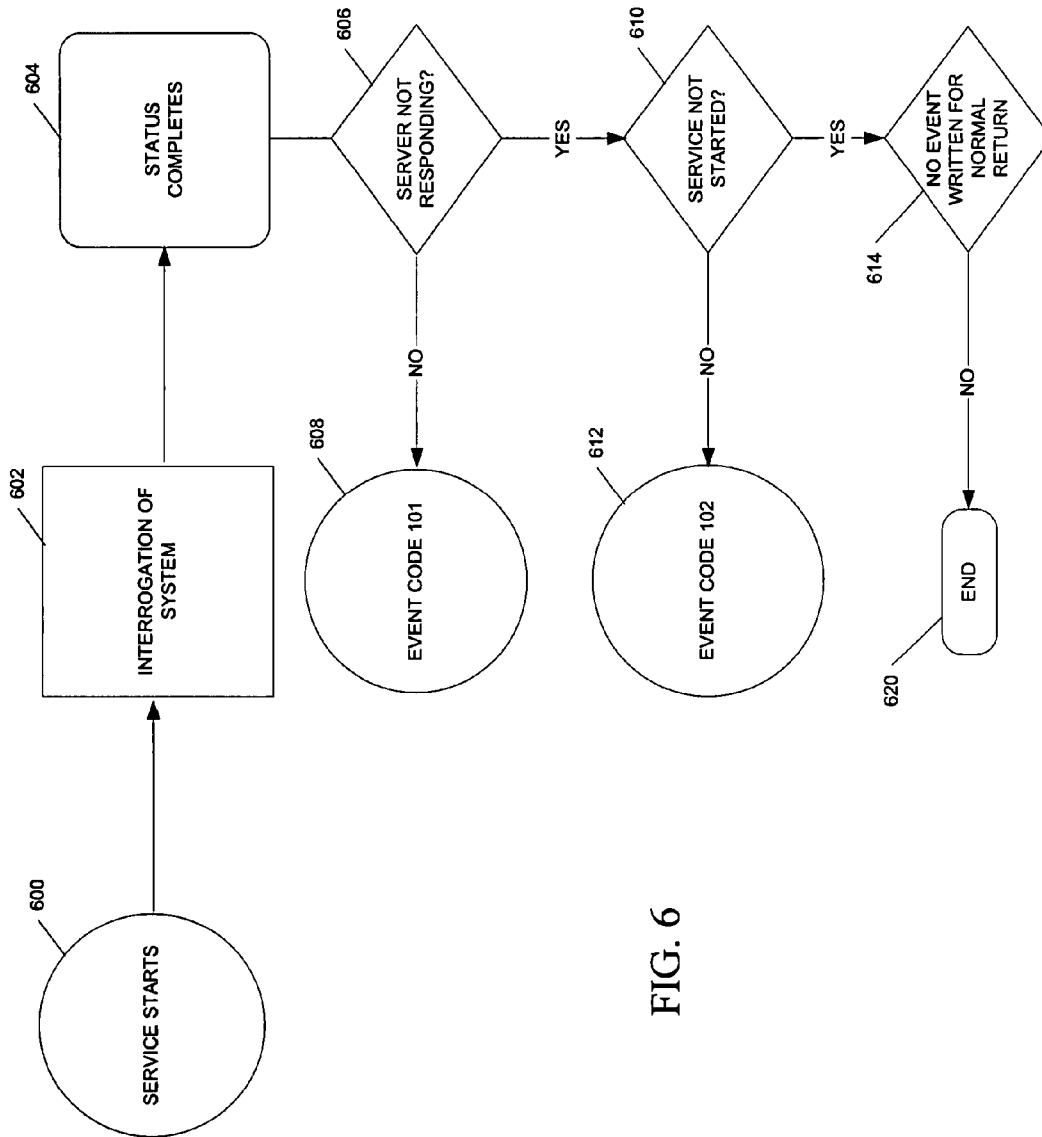 600
SERVICE STARTS
602
INTERROGATION OF
SYSTEM
604
STATUS
COMPLETES
606
SERVER NOT
RESPONDING?
NO
608
EVENT CODE 101
YES
610
SERVICE NOT
STARTED?
NO
612
EVENT CODE 102
YES
614
NO EVENT
WRITTEN FOR
NORMAL
RETURN
NO
620
END
FIG. 6